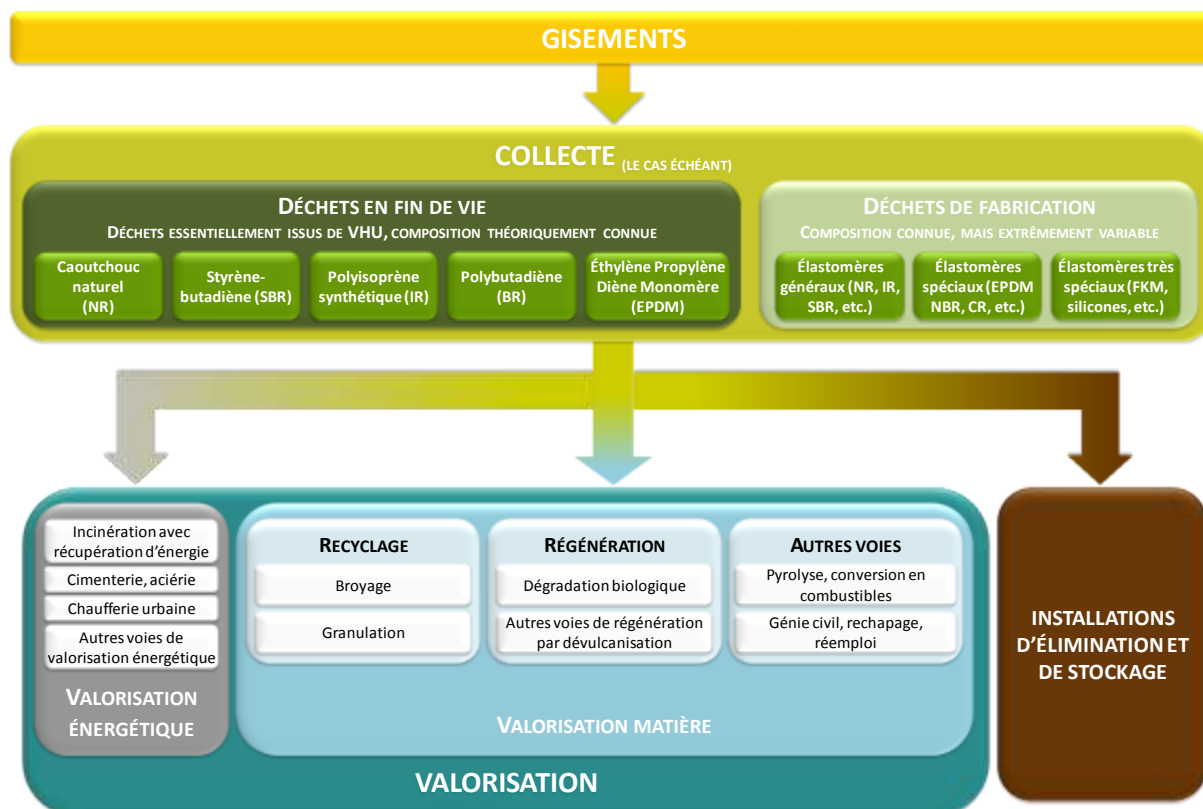 GISEMENTS
COLLECTE (LE CAS ÉCHÉANT)
DÉCHETS EN FIN DE VIE
DÉCHETS ESSENTIELLEMENT ISSUS DE VHU, COMPOSITION THÉORIQUEMENT CONNUE
Caoutchouc
naturel
(NR)
Styrène-
butadiène (SBR)
Polyisoprène
synthétique (IR)
Polybutadiène
(BR)
Éthylène Propylène
Diène Monomère
(EPDM)
DÉCHETS DE FABRICATION
COMPOSITION CONNUE, MAIS EXTRÊMEMENT VARIABLE
Élastomères
généraux (NR, IR,
SBR, etc.)
Élastomères
spéciaux (EPDM
NBR, CR, etc.)
Élastomères très
spéciaux (FKM,
silicones, etc.)
Incinération avec
récupération d'énergie
Cimenterie, aciérie
Chaufferie urbaine
Autres voies de
valorisation énergétique
VALORISATION
ÉNERGÉTIQUE
RECYCLAGE
Broyage
Granulation
RÉGÉNÉRATION
Dégradation biologique
Autres voies de régénération
par dévulcanisation
AUTRES VOIES
Pyrolyse, conversion en
combustibles
Génie civil, rechapage,
réemploi
VALORISATION MATIÈRE
VALORISATION
INSTALLATIONS
D'ÉLIMINATION ET
DE STOCKAGE